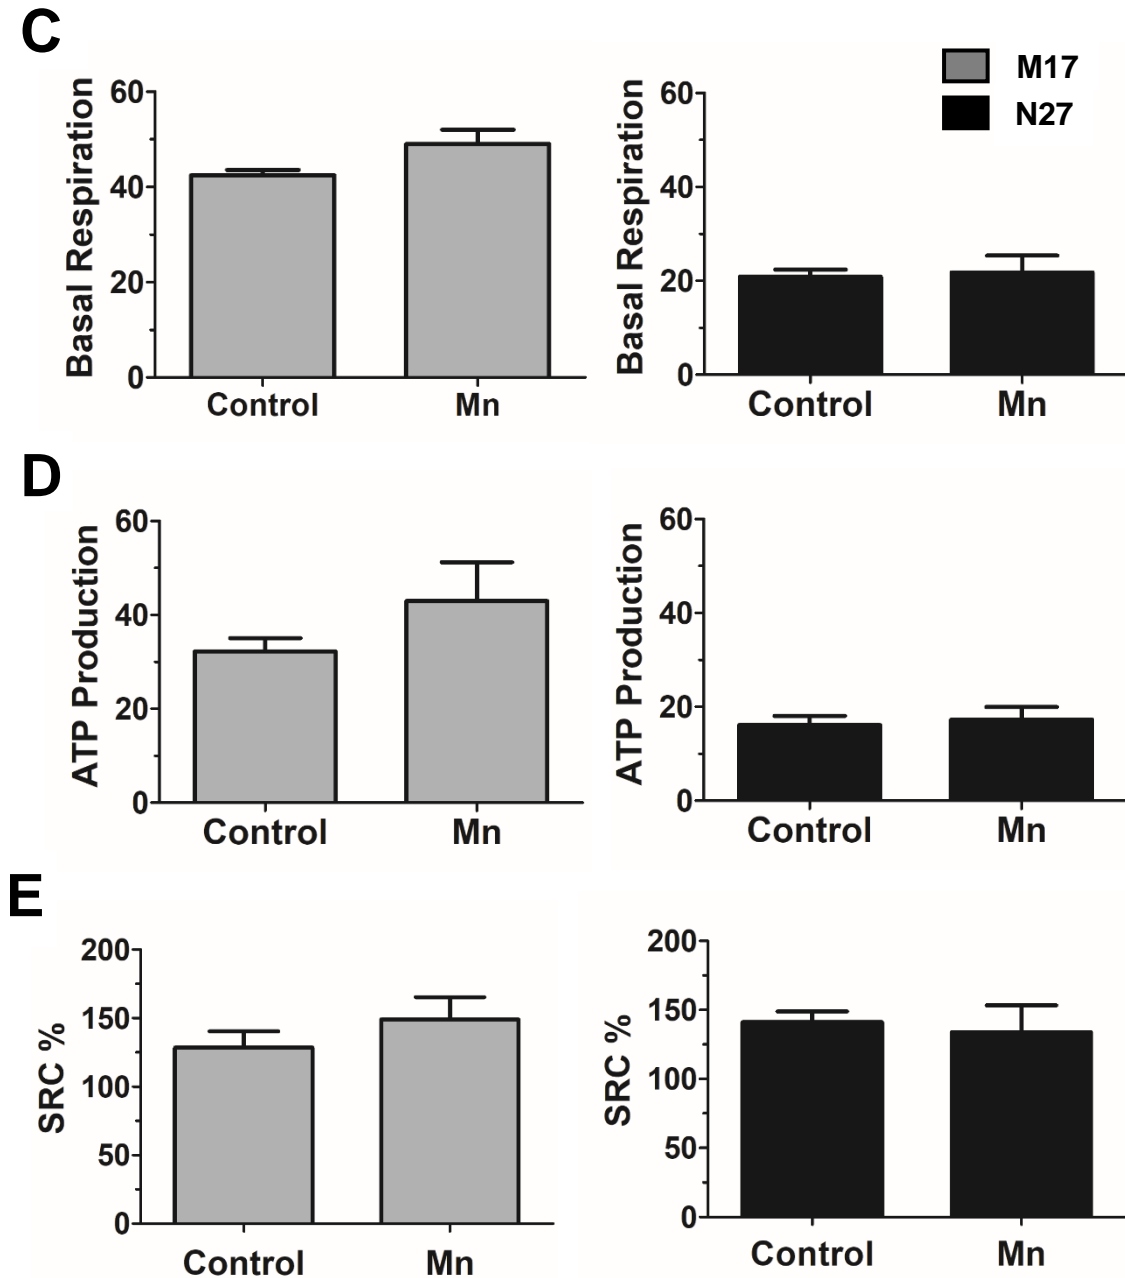 C
M17
N27
Basal Respiration
60
40
20
0
Control Mn
Basal Respiration
60
40
20
0
Control Mn
D
ATP Production
60
40
20
0
Control Mn
ATP Production
60
40
20
0
Control Mn
E
SRC %
200
150
100
50
0
Control Mn
SRC %
200
150
100
50
0
Control Mn